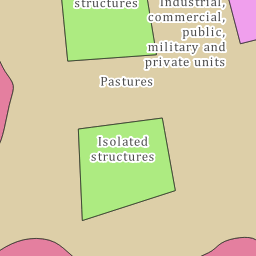 structures
Industrial,
commercial,
public,
military and
private units
Pastures
Isolated
structures